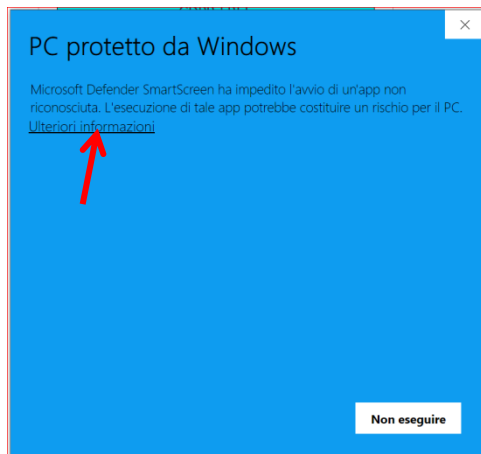 PC protetto da Windows
Microsoft Defender SmartScreen ha impedito l'avvio di un'app non
riconosciuta. L'esecuzione di tale app potrebbe costituire un rischio per il PC.
Ulteriori informazioni
Non eseguire